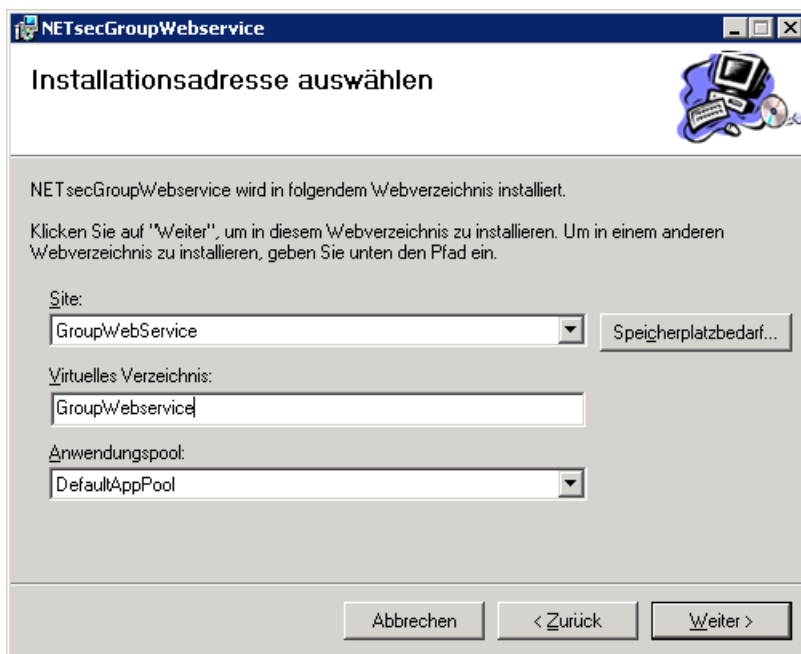 NETsecGroupWebservice
Installationsadresse auswählen
NETsecGroupWebservice wird in folgendem Webverzeichnis installiert.
Klicken Sie auf "Weiter", um in diesem Webverzeichnis zu installieren. Um in einem anderen
Webverzeichnis zu installieren, geben Sie unten den Pfad ein.
Site:
GroupWebService
Speicherplatzbedarf...
Virtuelles Verzeichnis:
GroupWebservice
Anwendungspool:
DefaultAppPool
Abbrechen
< Zurück
Weiter >